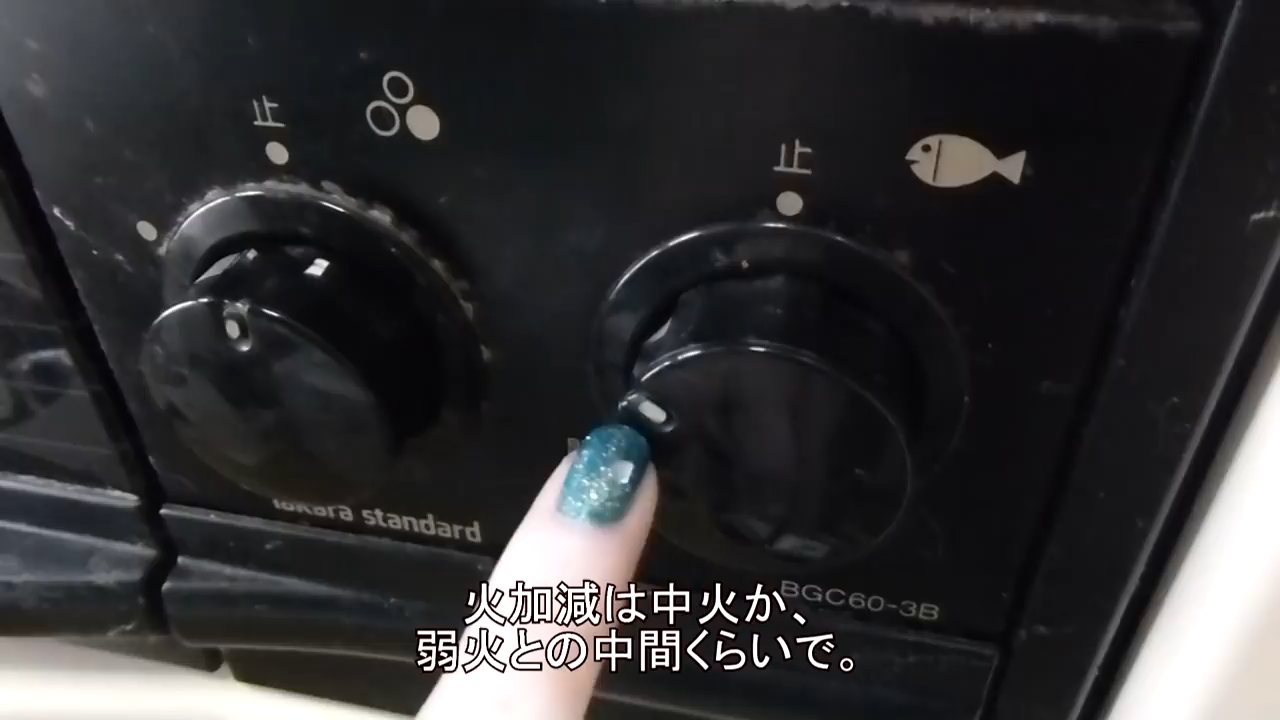 止
止
takara standard
BGC60-3B
火加減は中火か、
弱火との中間くらいで。